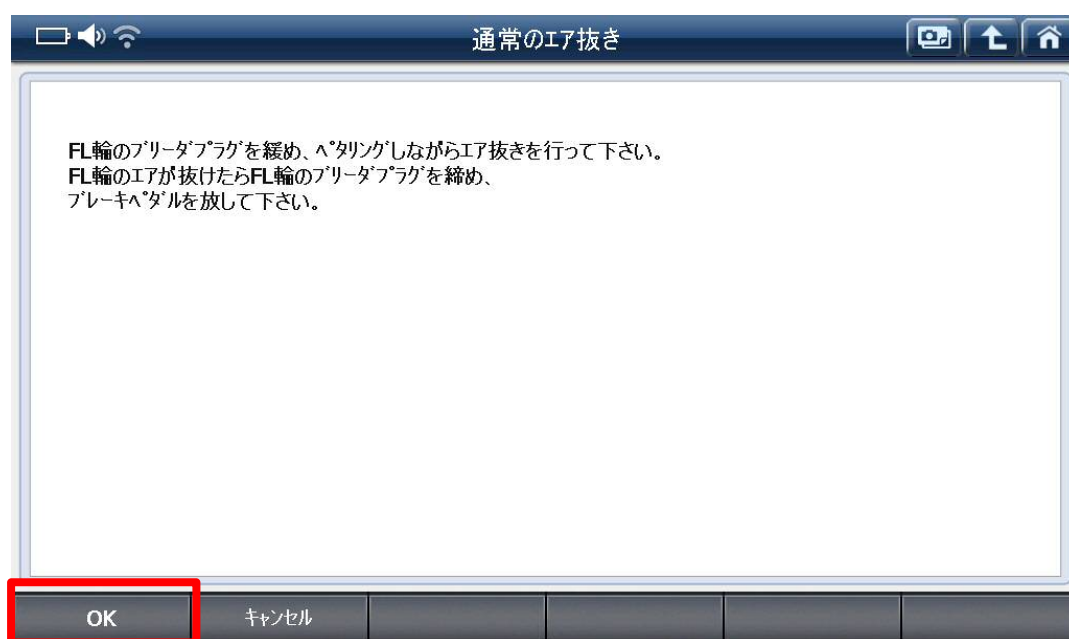 通常のｴｱ抜き
FL輪のﾌﾞﾘｰﾀﾞﾌﾟﾗｸﾞを緩め、ﾍﾟﾀﾞﾘﾝｸﾞしながらｴｱ抜きを行って下さい。
FL輪のｴｱが抜けたらFL輪のﾌﾞﾘｰﾀﾞﾌﾟﾗｸﾞを締め、
ﾌﾞﾚｰｷﾍﾟﾀﾞﾙを放して下さい。
OK
ｷｬﾝｾﾙ